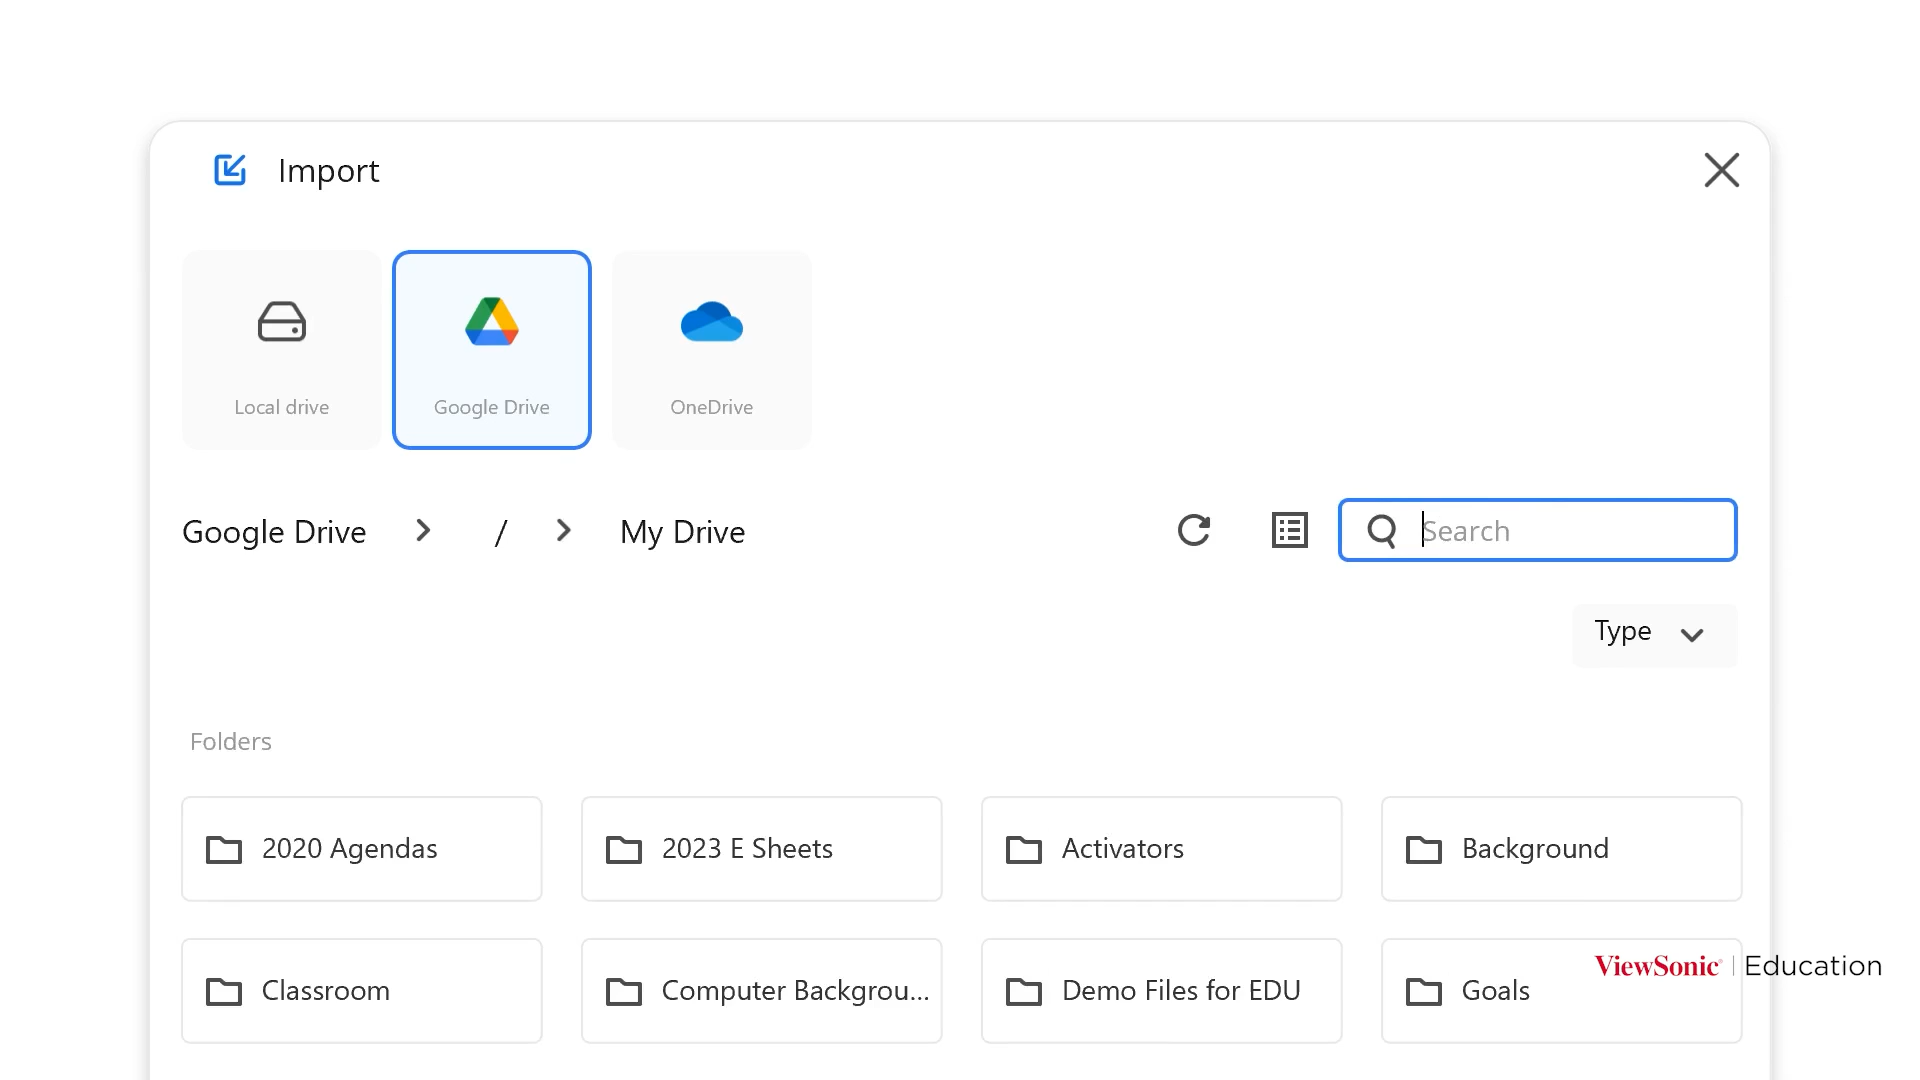 Import
Local drive
Google Drive
OneDrive
Google Drive > / > My Drive
Search
Type
Folders
2020 Agendas
2023 E Sheets
Activators
Background
Classroom
Computer Backgrou...
Demo Files for EDU
Goals
ViewSonic | Education